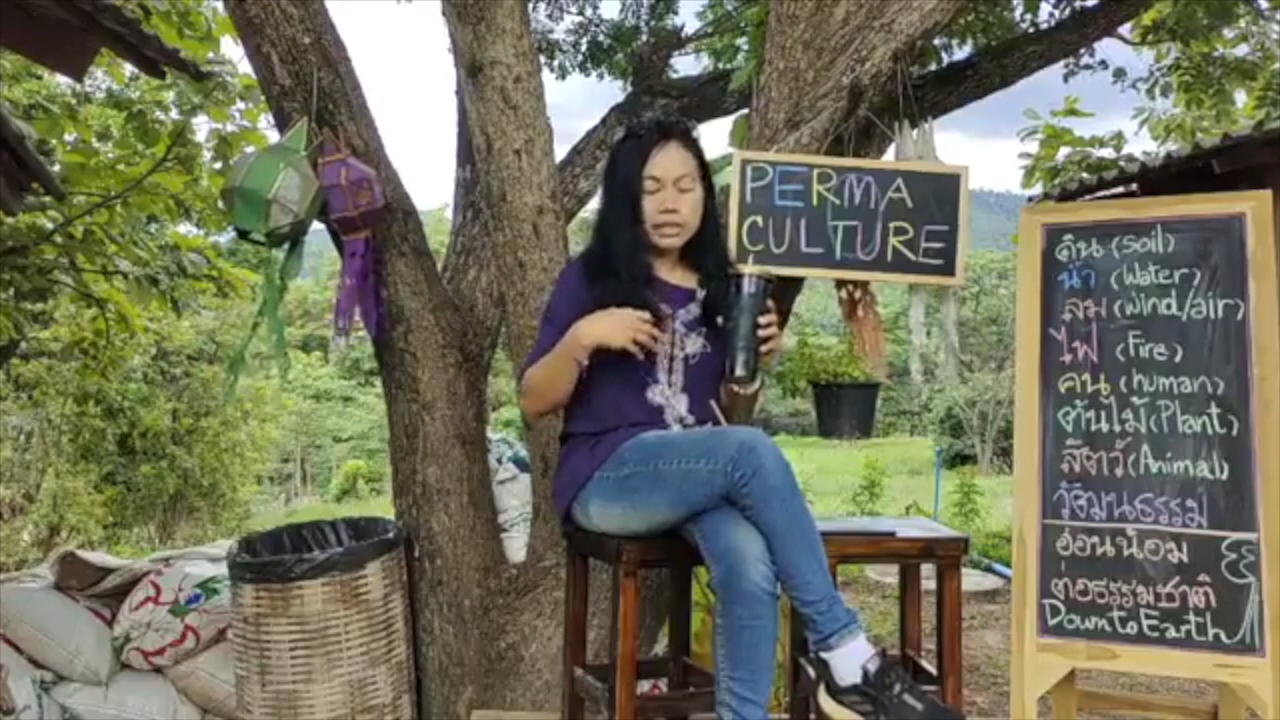 PERMA
CULTURE
ดิน (Soil)
น้ำ (Water)
ลม (wind/air)
ไฟ (Fire)
คน (human)
ต้นไม้ (Plant)
สัตว์ (Animal)
วัฒนธรรม
อ่อนน้อม
ต่อธรรมชาติ
Down to Earth